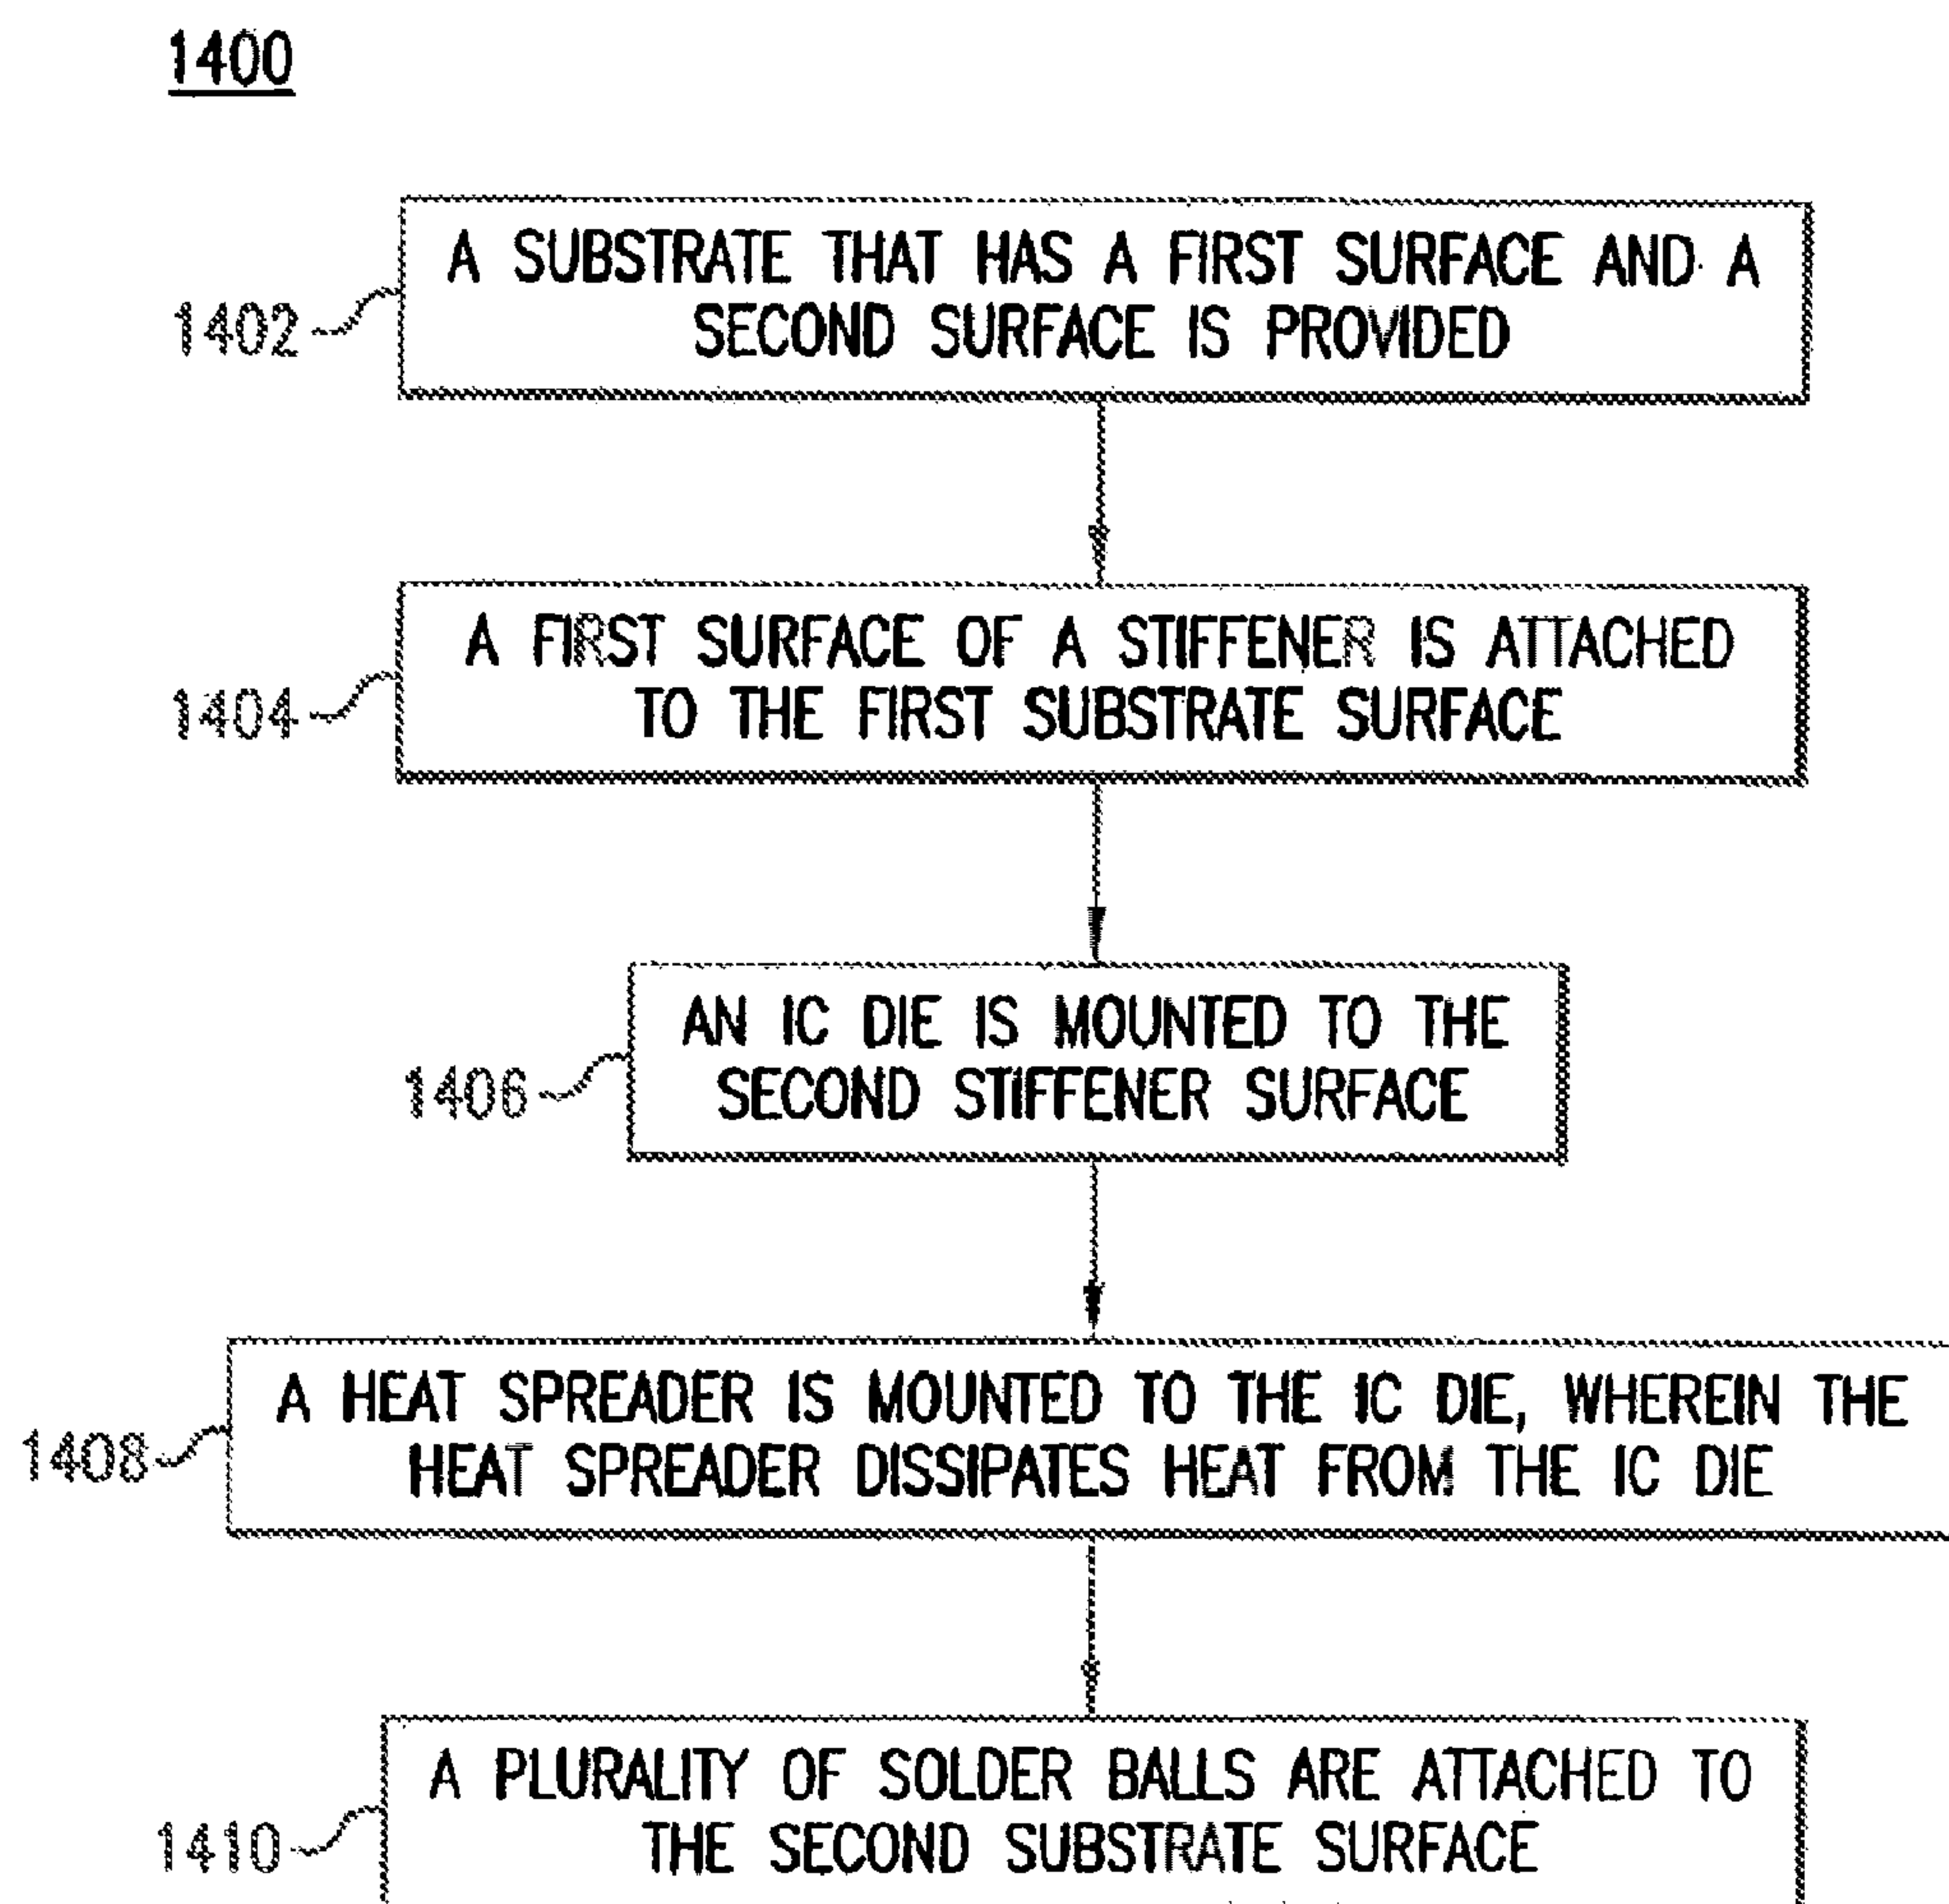 1400
A SUBSTRATE THAT HAS A FIRST SURFACE AND A
SECOND SURFACE IS PROVIDED
1402
A FIRST SURFACE OF A STIFFENER IS ATTACHED
TO THE FIRST SUBSTRATE SURFACE
1404
AN IC DIE IS MOUNTED TO THE
SECOND STIFFENER SURFACE
1406
A HEAT SPREADER IS MOUNTED TO THE IC DIE, WHEREIN THE
HEAT SPREADER DISSIPATES HEAT FROM THE IC DIE
1408
A PLURALITY OF SOLDER BALLS ARE ATTACHED TO
THE SECOND SUBSTRATE SURFACE
1410